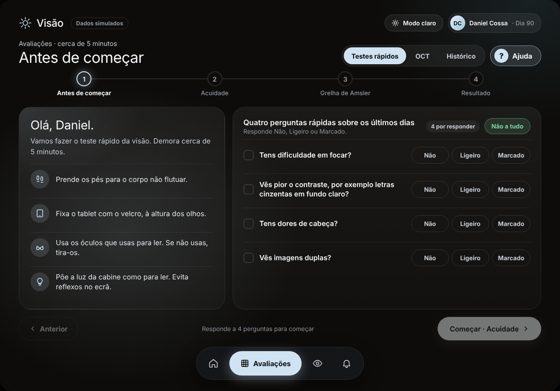 Visão
Dados simulados
Modo claro
DC
Daniel Cossa · Dia 90
Avaliações · cerca de 5 minutos
Antes de começar
Testes rápidos
OCT
Histórico
? Ajuda
1
2
3
4
Antes de começar
Acuidade
Grelha de Amsler
Resultado
Olá, Daniel.
Vamos fazer o teste rápido da visão. Demora cerca de
5 minutos.
Prende os pés para o corpo não flutuar.
Fixa o tablet com o velcro, à altura dos olhos.
Usa os óculos que usas para ler. Se não usas,
tira-os.
Põe a luz da cabine como para ler. Evita
reflexos no ecrã.
Quatro perguntas rápidas sobre os últimos dias
Responde Não, Ligeiro ou Marcado.
4 por responder
Não a tudo
Tens dificuldade em focar?
Não
Ligeiro
Marcado
Vês pior o contraste, por exemplo letras
cinzentas em fundo claro?
Não
Ligeiro
Marcado
Tens dores de cabeça?
Não
Ligeiro
Marcado
Vês imagens duplas?
Não
Ligeiro
Marcado
Anterior
Responde a 4 perguntas para começar
Começar · Acuidade
Avaliações